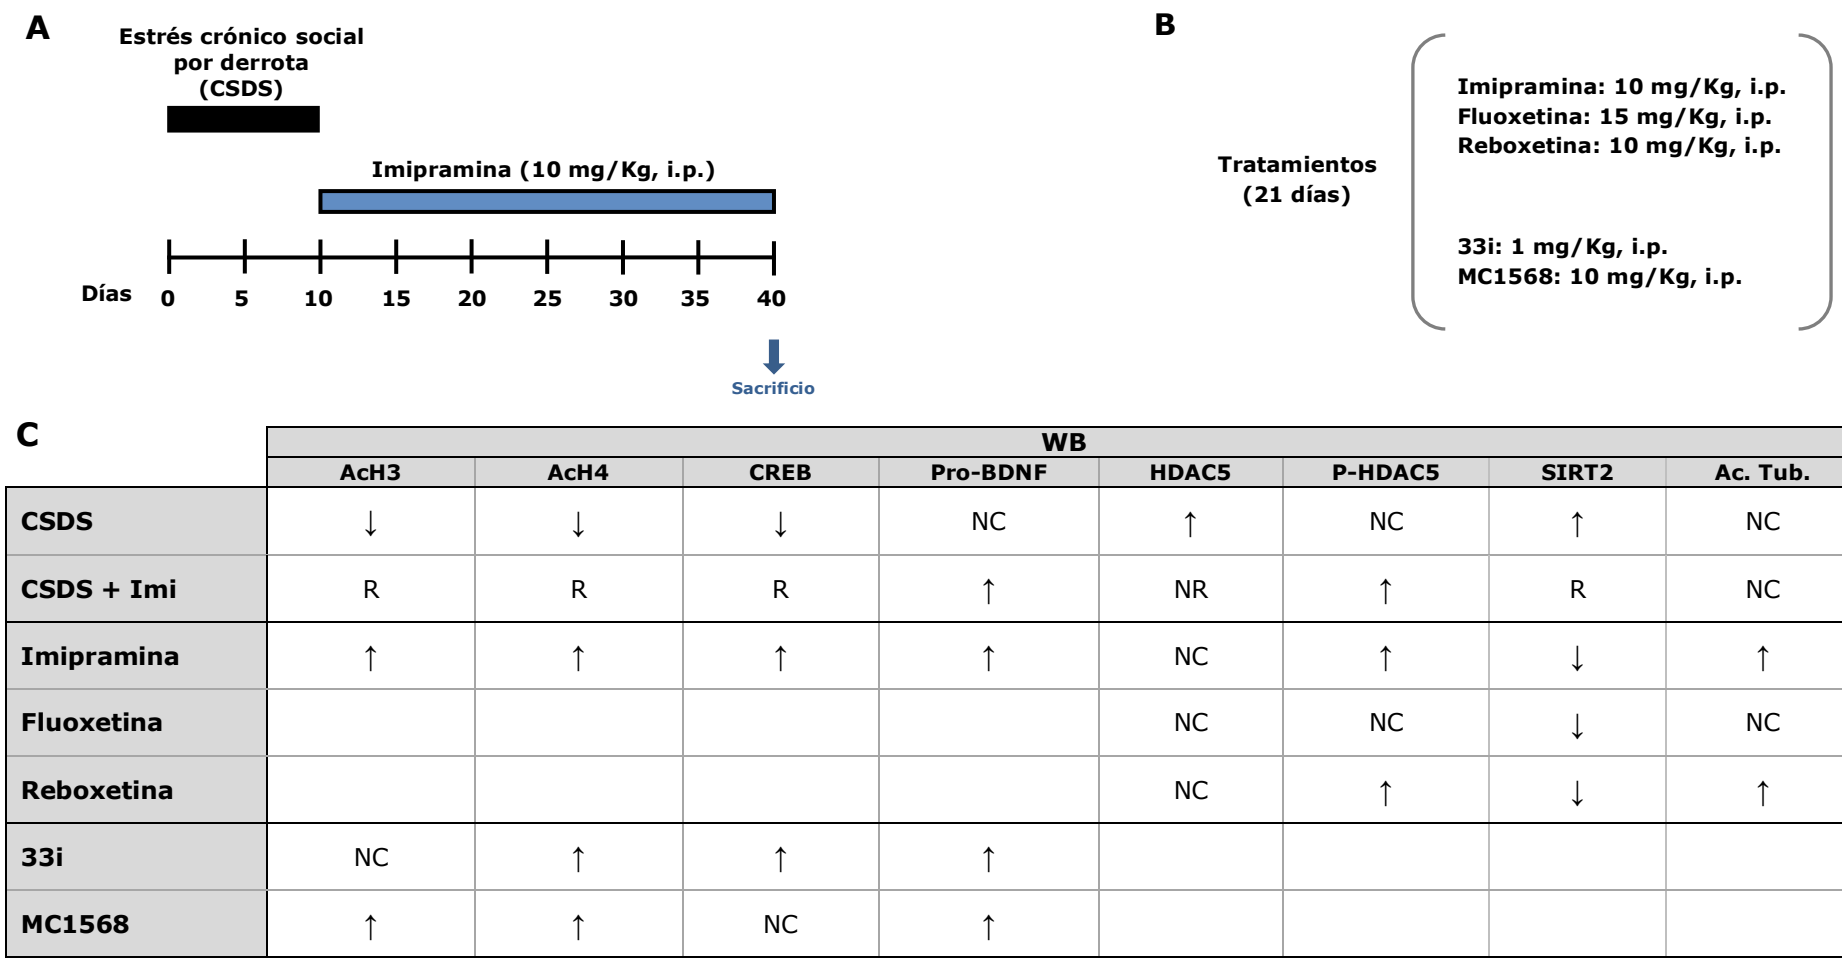 A
Estrés crónico social
por derrota
(CSDS)
Imipramina (10 mg/Kg, i.p.)
Días 0 5 10 15 20 25 30 35 40
Sacrificio
B
Tratamientos
(21 días)
Imipramina: 10 mg/Kg, i.p.
Fluoxetina: 15 mg/Kg, i.p.
Reboxetina: 10 mg/Kg, i.p.
33i: 1 mg/Kg, i.p.
MC1568: 10 mg/Kg, i.p.
C
WB
AcH3 AcH4 CREB Pro-BDNF HDAC5 P-HDAC5 SIRT2 Ac. Tub.
CSDS ↓ ↓ ↓ NC ↑ NC ↑ NC
CSDS + Imi R R R ↑ NR ↑ R NC
Imipramina ↑ ↑ ↑ ↑ NC ↑ ↓ ↑
Fluoxetina NC NC ↓ NC
Reboxetina NC ↑ ↓ ↑
33i NC ↑ ↑ ↑
MC1568 ↑ ↑ NC ↑